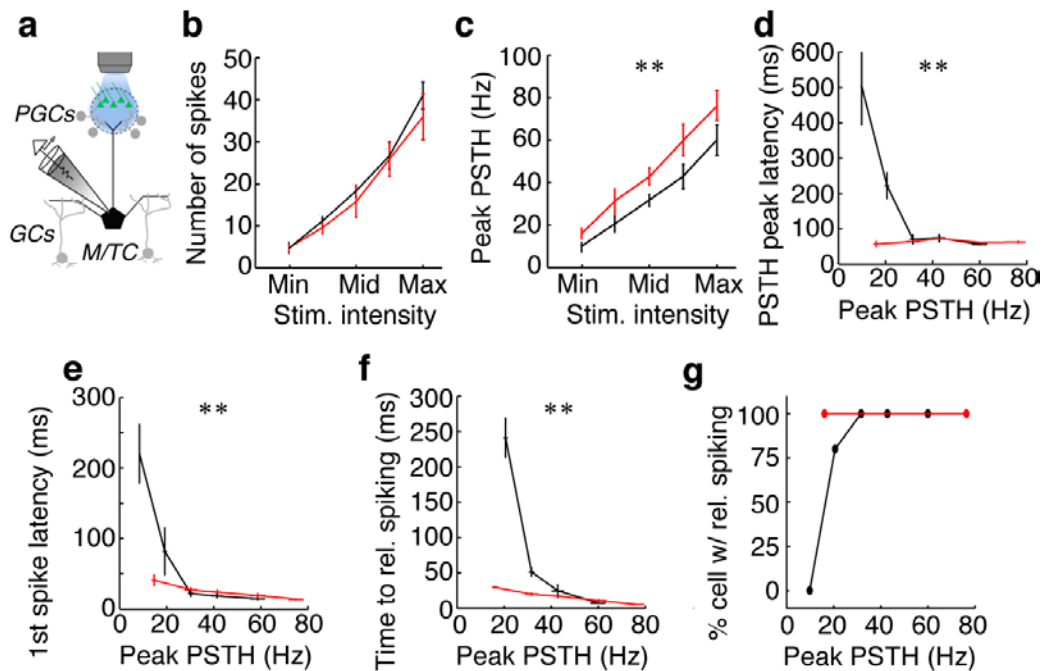 a
PGCs
GCs
M/TC
b
Number of spikes
50
40
30
20
10
0
Min Mid Max
Stim. intensity
c
**
Peak PSTH (Hz)
100
80
60
40
20
0
Min Mid Max
Stim. intensity
d
**
PSTH peak latency (ms)
600
500
400
300
200
100
0
0 20 40 60 80
Peak PSTH (Hz)
e
**
1st spike latency (ms)
300
200
100
0
0 20 40 60 80
Peak PSTH (Hz)
f
**
Time to rel. spiking (ms)
300
250
200
150
100
50
0
0 20 40 60 80
Peak PSTH (Hz)
g
% cell w/ rel. spiking
100
75
50
25
0
0 20 40 60 80
Peak PSTH (Hz)